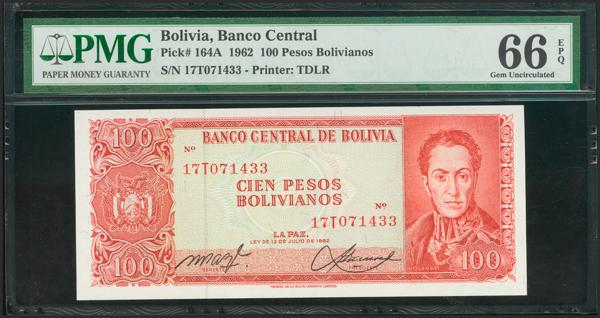 PMG
PAPER MONEY GUARANTY
Bolivia, Banco Central
Pick# 164A 1962 100 Pesos Bolivianos
S/N 17T071433 - Printer: TDLR
66 EPQ
Gem Uncirculated
100
BANCO CENTRAL DE BOLIVIA
Nº
17T071433
CIEN PESOS
BOLIVIANOS
Nº
17T071433
LA PAZ,
LEY DE 13 DE JULIO DE 1962
GERENTE
BOLIVAR
100
100